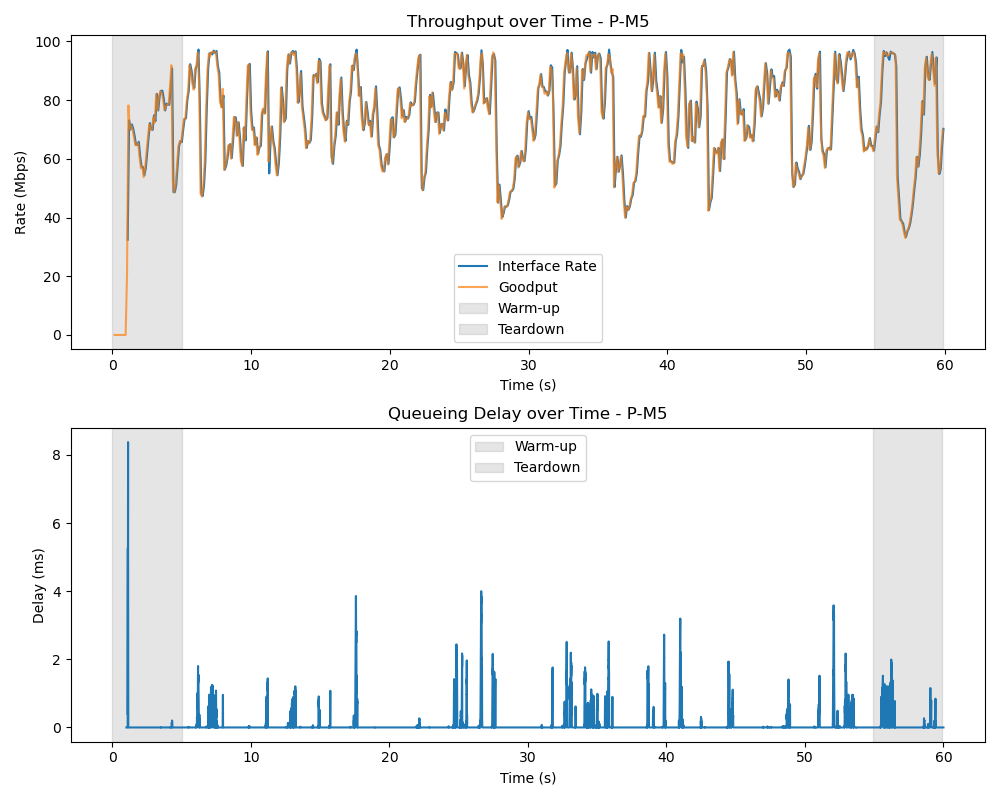 Throughput over Time - P-M5
Rate (Mbps)
100
80
60
40
20
0
Interface Rate
Goodput
Warm-up
Teardown
0 10 20 30 40 50 60
Time (s)
Queueing Delay over Time - P-M5
Delay (ms)
8
6
4
2
0
Warm-up
Teardown
0 10 20 30 40 50 60
Time (s)